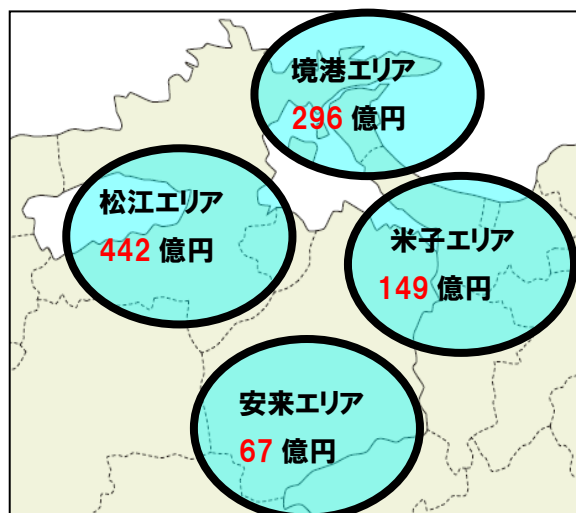 境港エリア
296 億円
松江エリア
442 億円
米子エリア
149 億円
安来エリア
67 億円